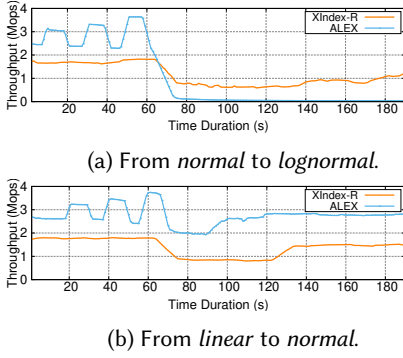 4
3
2
1
0
Throughput (Mops)
XIndex-R
ALEX
20 40 60 80 100 120 140 160 180
Time Duration (s)
(a) From normal to lognormal.
4
3
2
1
0
Throughput (Mops)
XIndex-R
ALEX
20 40 60 80 100 120 140 160 180
Time Duration (s)
(b) From linear to normal.